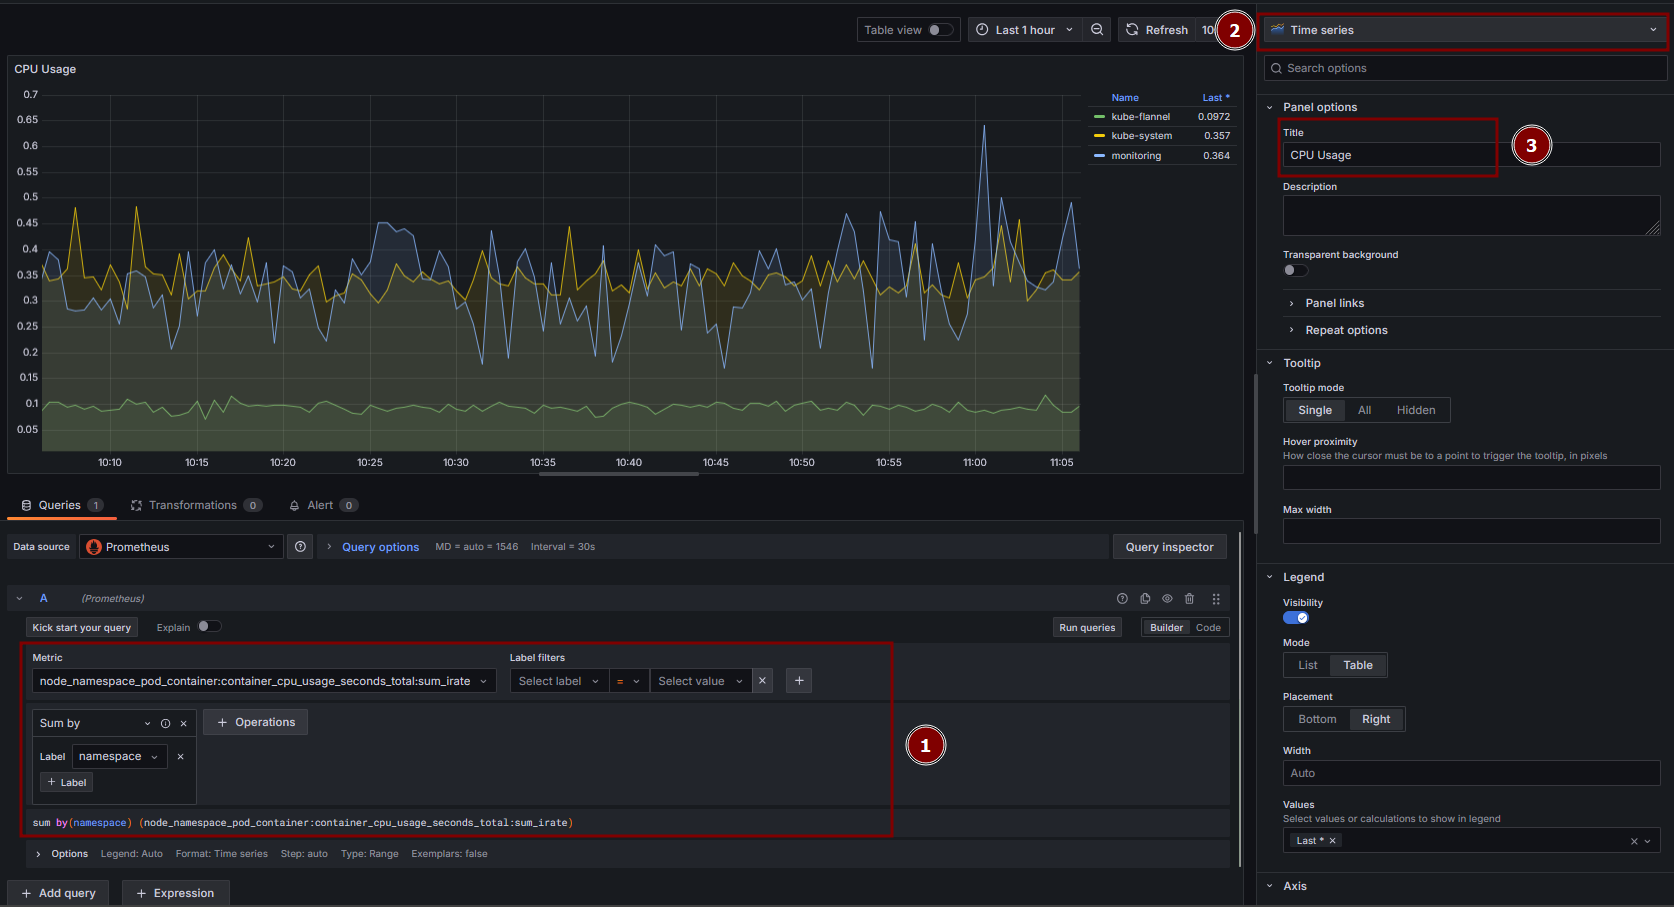 Table view
Last 1 hour
Refresh
10
2
Time series
Search options
CPU Usage
0.7
0.65
0.6
0.55
0.5
0.45
0.4
0.35
0.3
0.25
0.2
0.15
0.1
0.05
10:10 10:15 10:20 10:25 10:30 10:35 10:40 10:45 10:50 10:55 11:00 11:05
Name Last *
kube-flannel 0.0972
kube-system 0.357
monitoring 0.364
Panel options
Title
CPU Usage
3
Description
Transparent background
Panel links
Repeat options
Tooltip
Tooltip mode
Single All Hidden
Hover proximity
How close the cursor must be to a point to trigger the tooltip, in pixels
Max width
Legend
Visibility
Mode
List Table
Placement
Bottom Right
Width
Auto
Values
Select values or calculations to show in legend
Last *
Axis
Queries 1 Transformations 0 Alert 0
Data source Prometheus Query options MD = auto = 1546 Interval = 30s Query inspector
A (Prometheus)
Kick start your query Explain Run queries Builder Code
Metric Label filters
node_namespace_pod_container:container_cpu_usage_seconds_total:sum_irate Select label = Select value × +
Sum by × + Operations
1
Label namespace ×
+ Label
sum by(namespace) (node_namespace_pod_container:container_cpu_usage_seconds_total:sum_irate)
Options Legend: Auto Format: Time series Step: auto Type: Range Exemplars: false
+ Add query + Expression